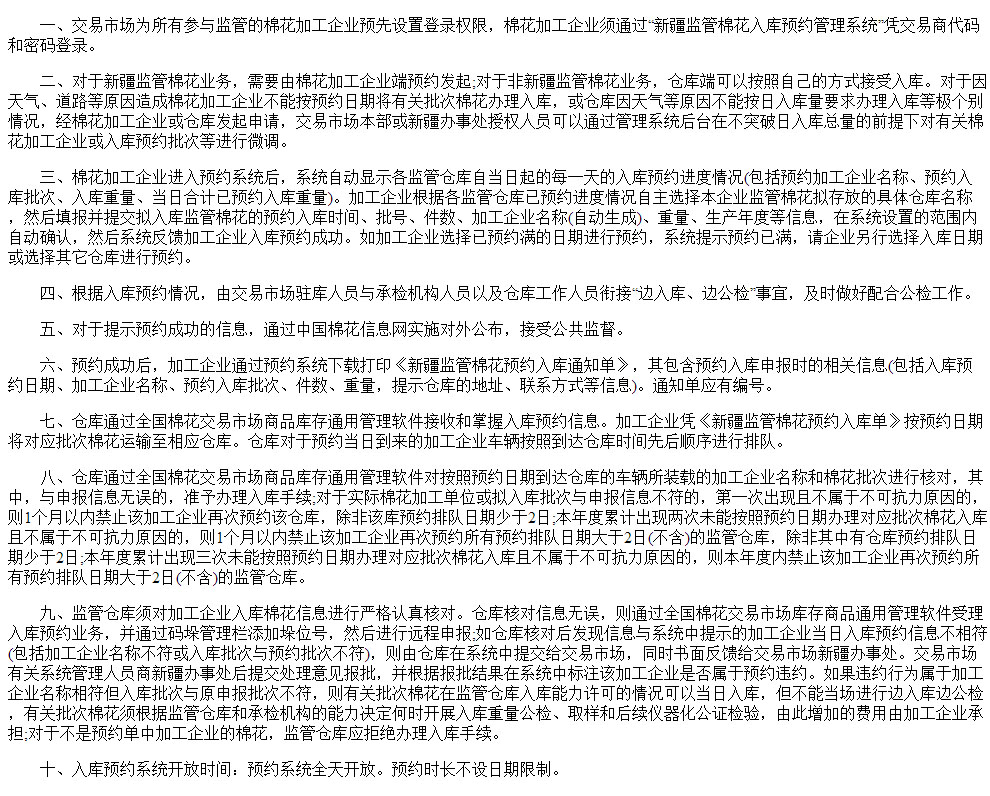 一、交易市场为所有参与监管的棉花加工企业预先设置登录权限，棉花加工企业须通过“新疆监管棉花入库预约管理系统”凭交易商代码
和密码登录。
二、对于新疆监管棉花业务，需要由棉花加工企业端预约发起;对于非新疆监管棉花业务，仓库端可以按照自己的方式接受入库。对于因
天气、道路等原因造成棉花加工企业不能按预约日期将有关批次棉花办理入库，或仓库因天气等原因不能按日入库量要求办理入库等极个别
情况，经棉花加工企业或仓库发起申请，交易市场本部或新疆办事处授权人员可以通过管理系统后台在不突破日入库总量的前提下对有关棉
花加工企业或入库预约批次等进行微调。
三、棉花加工企业进入预约系统后，系统自动显示各监管仓库自当日起的每一天的入库预约进度情况(包括预约加工企业名称、预约入
库批次、入库重量、当日合计已预约入库重量)。加工企业根据各监管仓库已预约进度情况自主选择本企业监管棉花拟存放的具体仓库名称
，然后填报并提交拟入库监管棉花的预约入库时间、批号、件数、加工企业名称(自动生成)、重量、生产年度等信息，在系统设置的范围内
自动确认，然后系统反馈加工企业入库预约成功。如加工企业选择已预约满的日期进行预约，系统提示预约已满，请企业另行选择入库日期
或选择其它仓库进行预约。
四、根据入库预约情况，由交易市场驻库人员与承检机构人员以及仓库工作人员衔接“边入库、边公检”事宜，及时做好配合公检工作。
五、对于提示预约成功的信息，通过中国棉花信息网实施对外公布，接受公共监督。
六、预约成功后，加工企业通过预约系统下载打印《新疆监管棉花预约入库通知单》，其包含预约入库申报时的相关信息(包括入库预
约日期、加工企业名称、预约入库批次、件数、重量，提示仓库的地址、联系方式等信息)。通知单应有编号。
七、仓库通过全国棉花交易市场商品库存通用管理软件接收和掌握入库预约信息。加工企业凭《新疆监管棉花预约入库单》按预约日期
将对应批次棉花运输至相应仓库。仓库对于预约当日到来的加工企业车辆按照到达仓库时间先后顺序进行排队。
八、仓库通过全国棉花交易市场商品库存通用管理软件对按照预约日期到达仓库的车辆所装载的加工企业名称和棉花批次进行核对，其
中，与申报信息无误的，准予办理入库手续;对于实际棉花加工单位或拟入库批次与申报信息不符的，第一次出现且不属于不可抗力原因的，
则1个月以内禁止该加工企业再次预约该仓库，除非该库预约排队日期少于2日;本年度累计出现两次未能按照预约日期办理对应批次棉花入库
且不属于不可抗力原因的，则1个月以内禁止该加工企业再次预约所有预约排队日期大于2日(不含)的监管仓库，除非其中有仓库预约排队日
期少于2日;本年度累计出现三次未能按照预约日期办理对应批次棉花入库且不属于不可抗力原因的，则本年度内禁止该加工企业再次预约所
有预约排队日期大于2日(不含)的监管仓库。
九、监管仓库须对加工企业入库棉花信息进行严格认真核对。仓库核对信息无误，则通过全国棉花交易市场库存商品通用管理软件受理
入库预约业务，并通过码垛管理栏添加垛位号，然后进行远程申报;如仓库核对后发现信息与系统中提示的加工企业当日入库预约信息不相符
(包括加工企业名称不符或入库批次与预约批次不符)，则由仓库在系统中提交给交易市场，同时书面反馈给交易市场新疆办事处。交易市场
有关系统管理人员商新疆办事处后提交处理意见报批，并根据报批结果在系统中标注该加工企业是否属于预约违约。如果违约行为属于加工
企业名称相符但入库批次与原申报批次不符，则有关批次棉花在监管仓库入库能力许可的情况可以当日入库，但不能当场进行边入库边公检
，有关批次棉花须根据监管仓库和承检机构的能力决定何时开展入库重量公检、取样和后续仪器化公证检验，由此增加的费用由加工企业承
担;对于不是预约单中加工企业的棉花，监管仓库应拒绝办理入库手续。
十、入库预约系统开放时间：预约系统全天开放。预约时长不设日期限制。